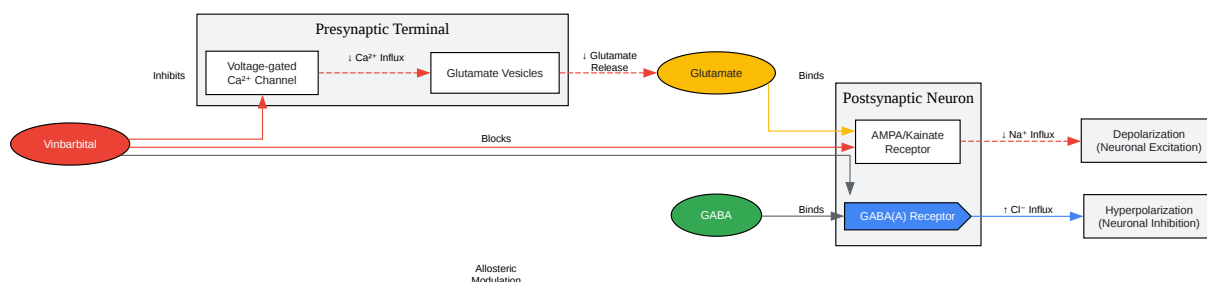 Presynaptic Terminal
Voltage-gated
Ca²⁺ Channel
↓ Ca²⁺ Influx
Glutamate Vesicles
↓ Glutamate
Release
Glutamate
Inhibits
Binds
Postsynaptic Neuron
Vinbarbital
Blocks
AMPA/Kainate
Receptor
↓ Na⁺ Influx
Depolarization
(Neuronal Excitation)
GABA
Binds
GABA(A) Receptor
↑ Cl⁻ Influx
Hyperpolarization
(Neuronal Inhibition)
Allosteric
Modulation